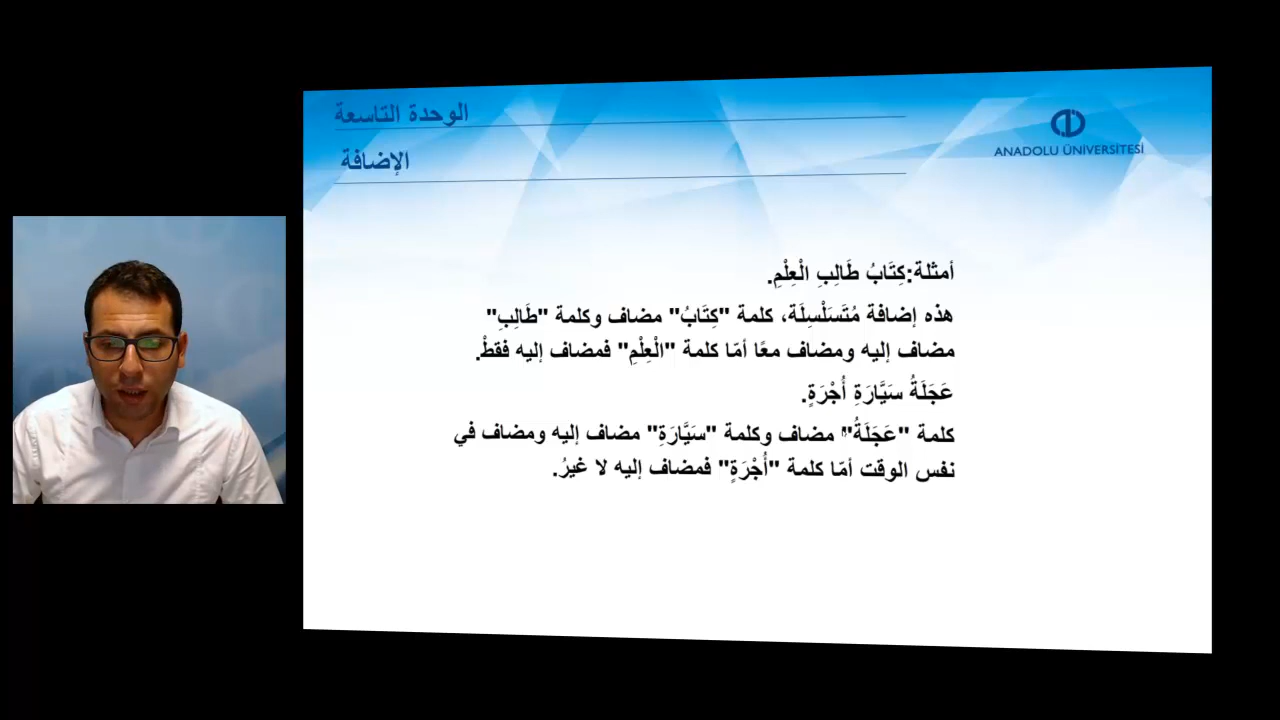 الوحدة التاسعة
الإضافة
ANADOLU ÜNİVERSİTESİ
أمثلة:كِتَابُ طَالِبِ الْعِلْمِ.
هذه إضافة مُتَسَلْسِلَة، كلمة "كِتَابُ" مضاف وكلمة "طَالِبِ"
مضاف إليه ومضاف معًا أمّا كلمة "الْعِلْمِ" فمضاف إليه فقطْ.
عَجَلَةُ سَيَّارَةِ أُجْرَةٍ.
كلمة "عَجَلَةُ" مضاف وكلمة "سَيَّارَةِ" مضاف إليه ومضاف في
نفس الوقت أمّا كلمة "أُجْرَةٍ" فمضاف إليه لا غيرُ.